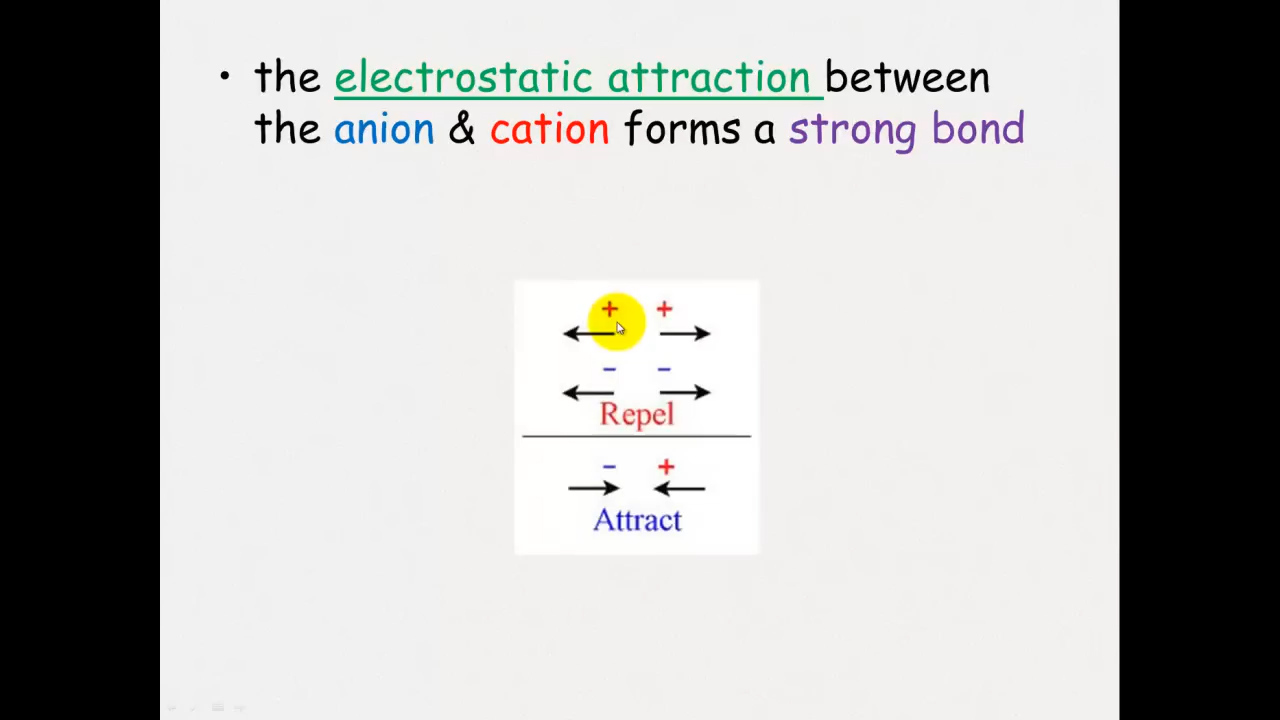 • the electrostatic attraction between
the anion & cation forms a strong bond
+ +
− −
Repel
− +
Attract